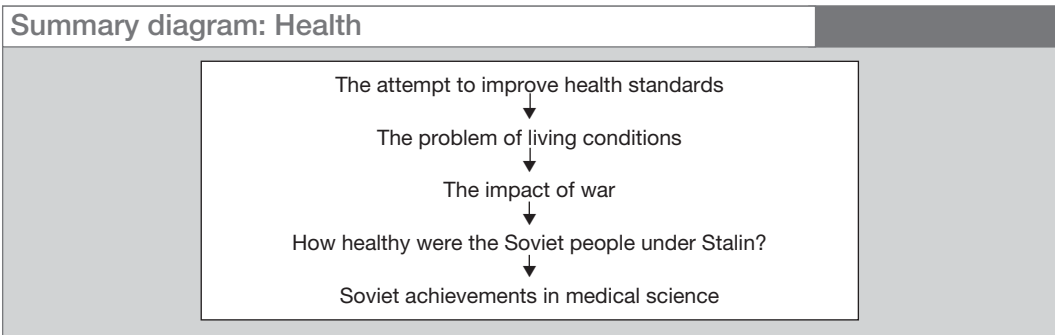 Summary diagram: Health
The attempt to improve health standards
The problem of living conditions
The impact of war
How healthy were the Soviet people under Stalin?
Soviet achievements in medical science